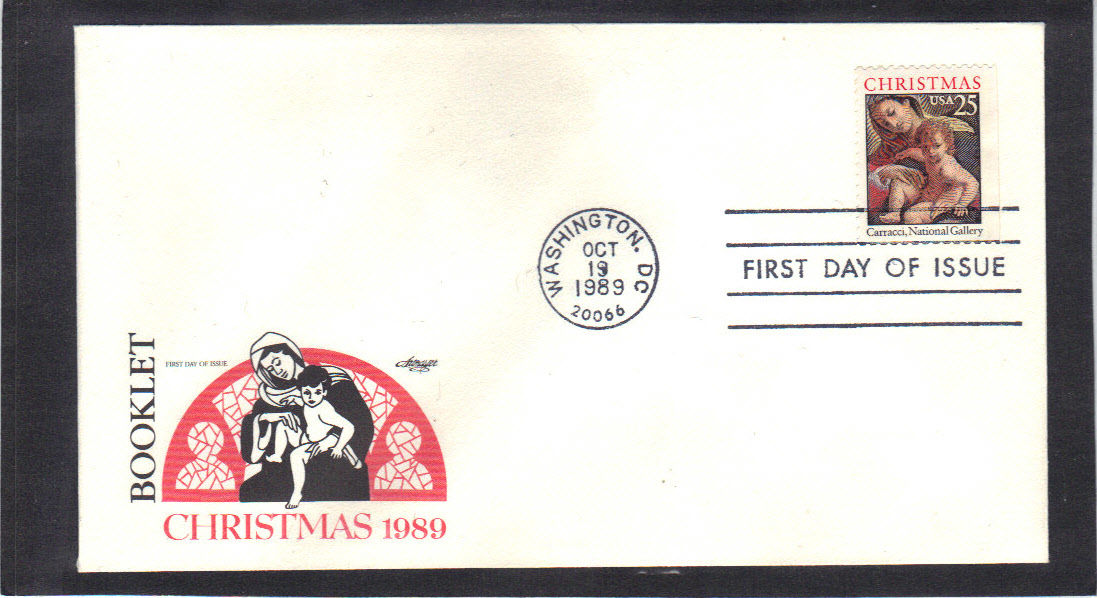 CHRISTMAS
USA 25
Carracci, National Gallery
WASHINGTON. DC
OCT
19
1989
20066
FIRST DAY OF ISSUE
BOOKLET
FIRST DAY OF ISSUE
Artmaster
CHRISTMAS 1989